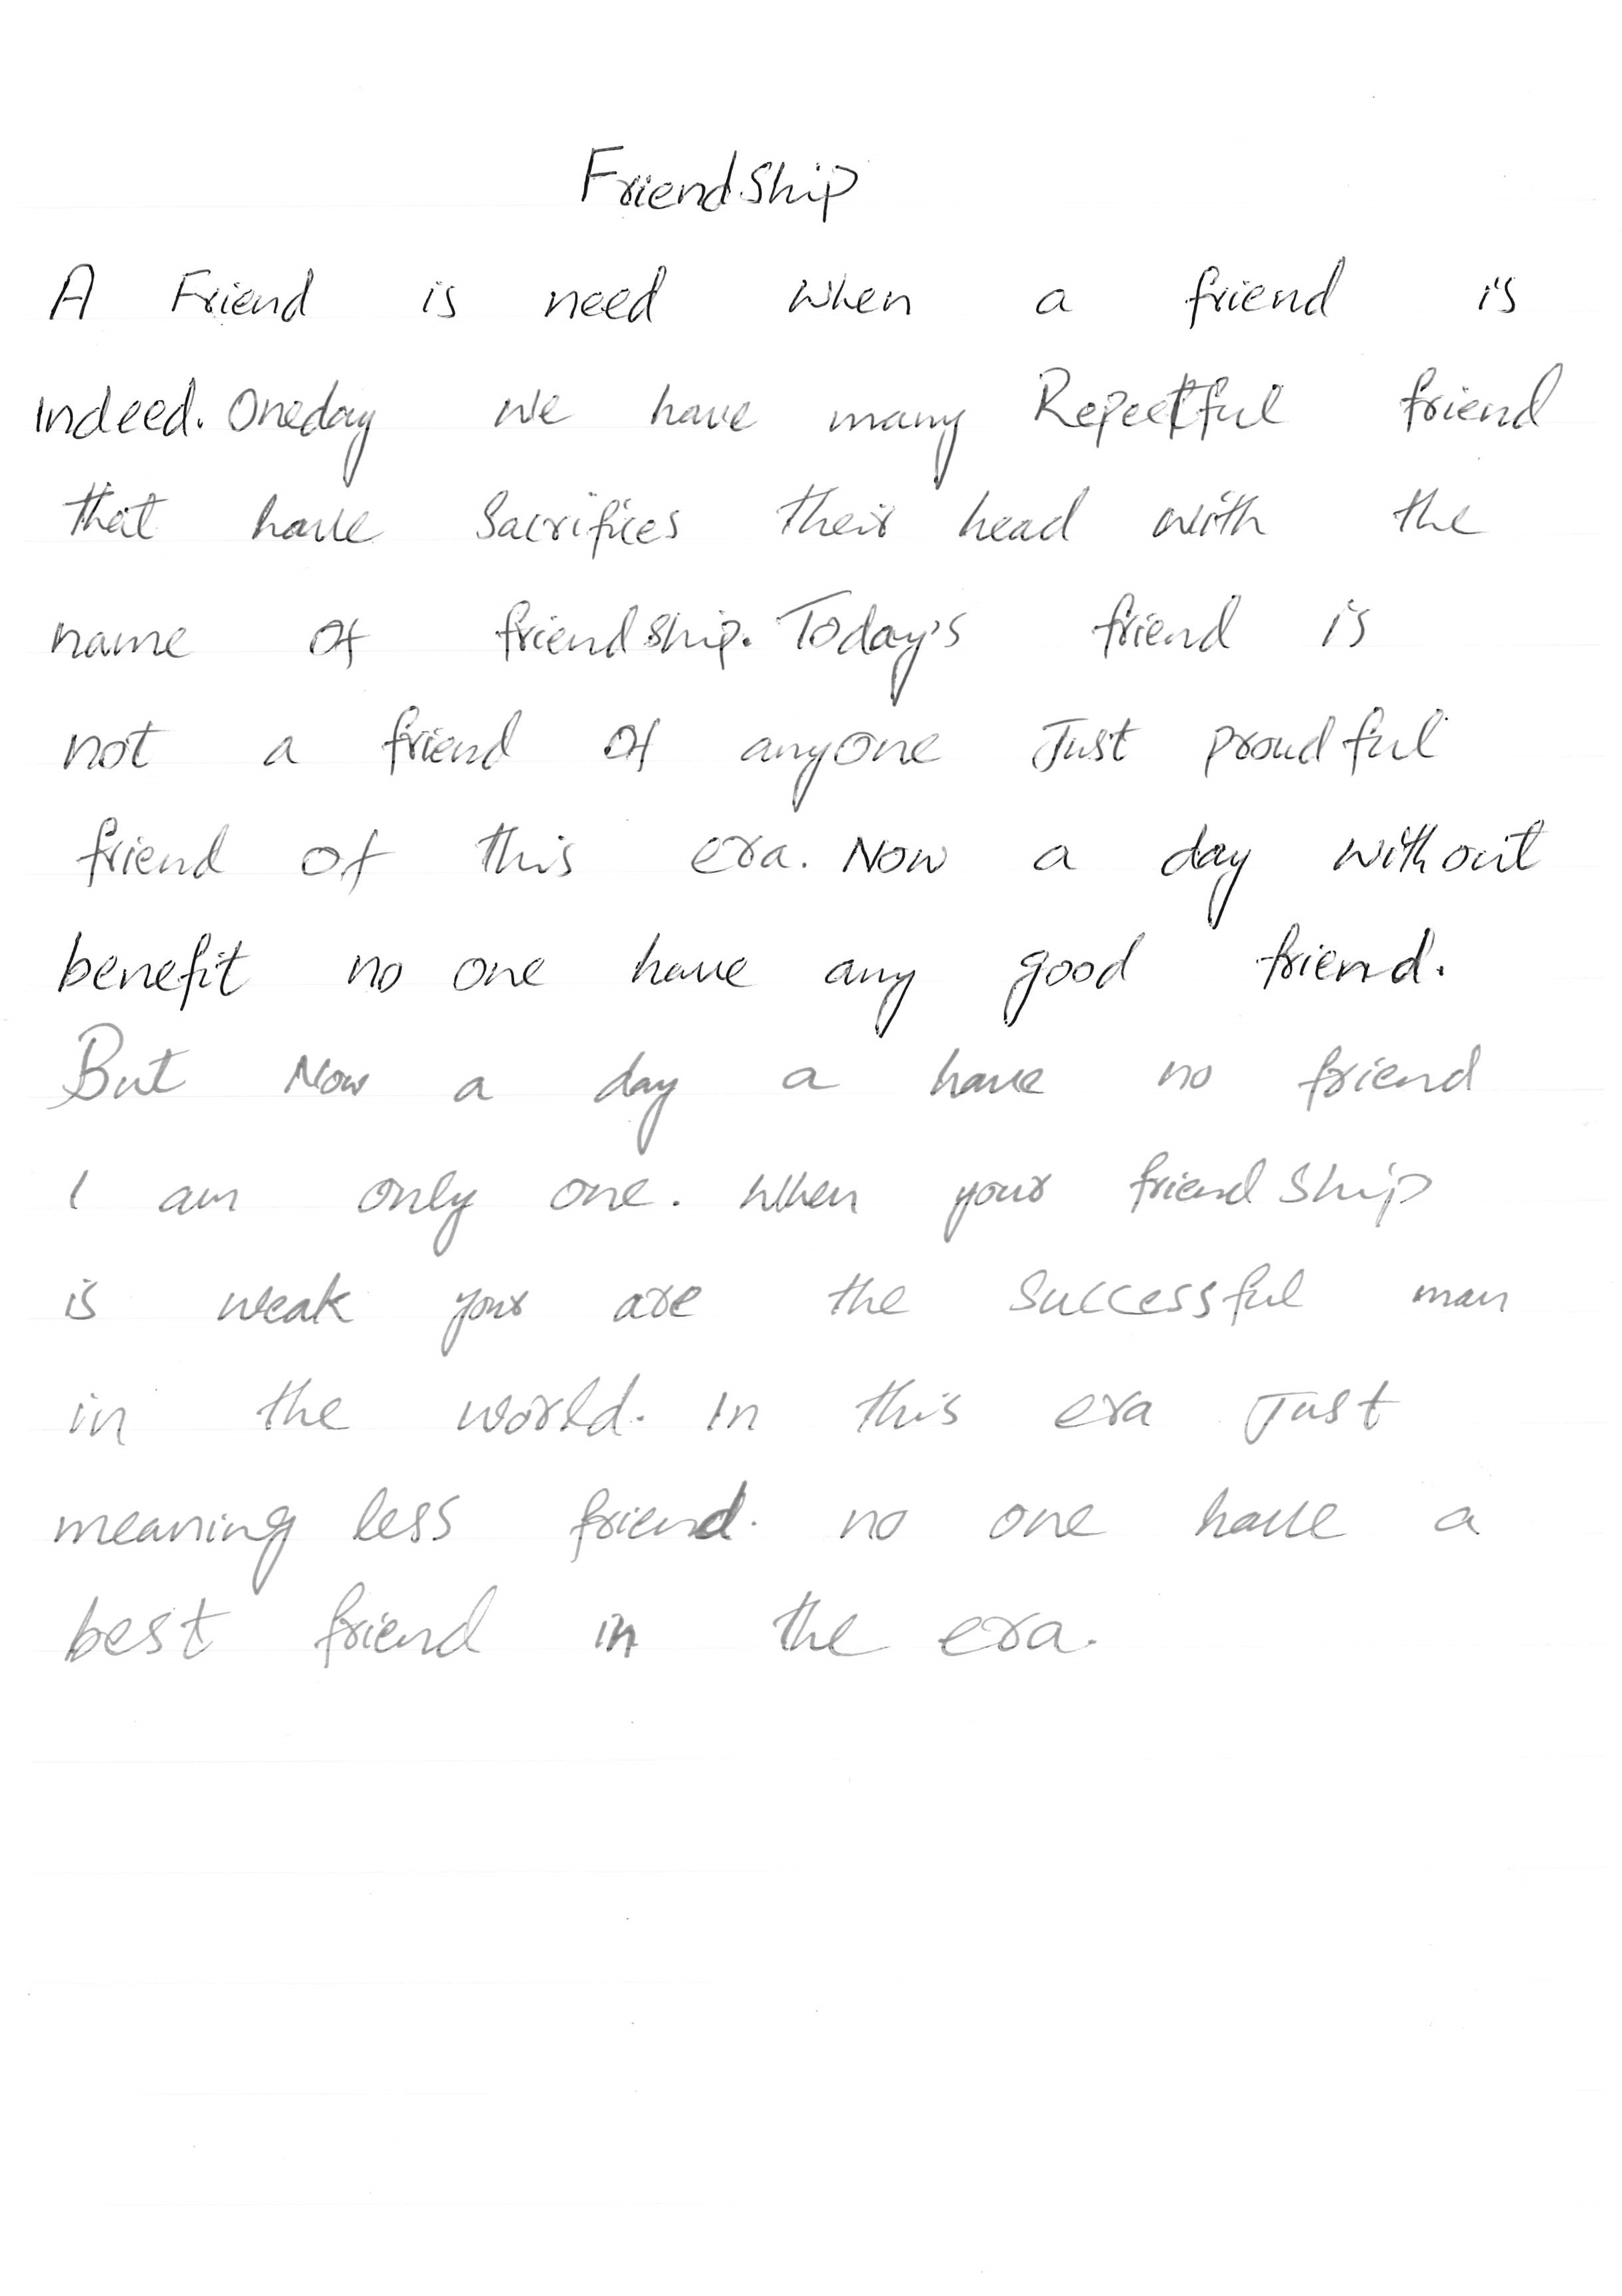 Friendship
A Friend is need when a friend is
indeed. Oneday we have many Repectful friend
that have Sacrifices their head with the
name of friendship. Today's friend is
not a friend of anyone Just proudful
friend of this era. Now a day without
benefit no one have any good friend.
But Now a day a have no friend
I am only one. When your friend Ship
is weak your are the Successful man
in the world. In this era Just
meaning less friend. no one have a
best friend in the era.